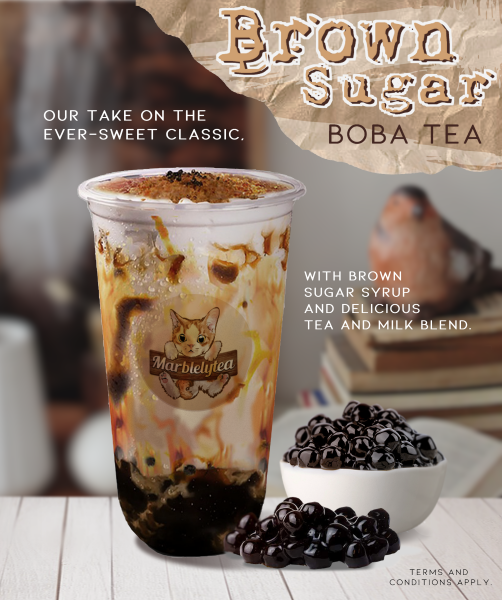 Brown
Sugar
BOBA TEA
OUR TAKE ON THE
EVER-SWEET CLASSIC,
WITH BROWN
SUGAR SYRUP
AND DELICIOUS
TEA AND MILK BLEND.
Marblelytea
TERMS AND
CONDITIONS APPLY.